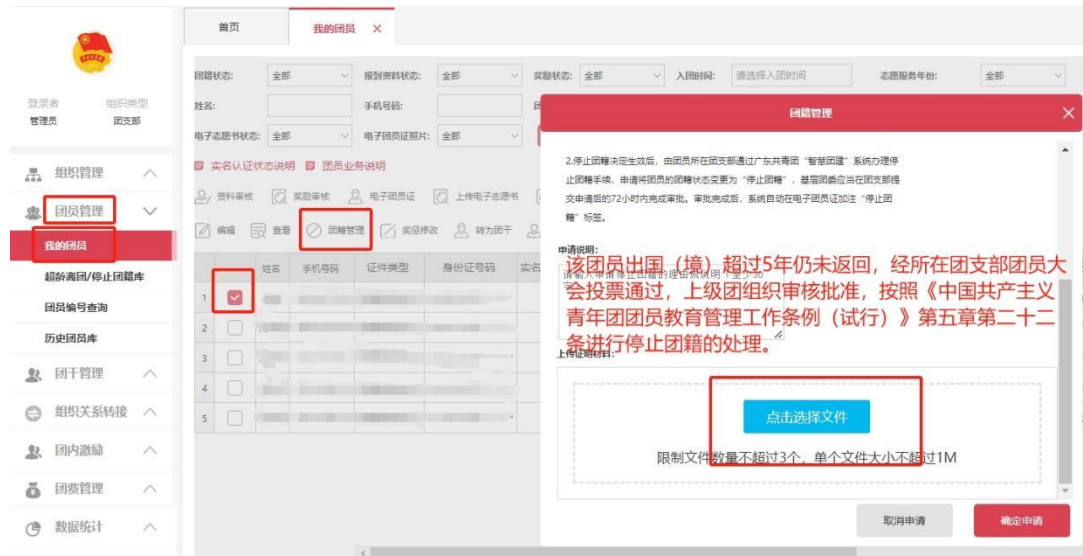 首页
我的团员 ×
登录者 组织类型
管理员 团支部
组织管理
团员管理
我的团员
超龄离团/停止团籍库
团员编号查询
历史团员库
团干管理
组织关系转接
团内激励
团费管理
数据统计
团籍状态: 全部 报到资料状态: 全部 奖励状态: 全部 入团时间: 请选择入团时间 志愿服务年份: 全部
姓名: 手机号码:
电子志愿书状态: 全部 电子团员证照片: 全部
实名认证状态说明 团员业务说明
资料审核 奖励审核 电子团员证 上传电子志愿书
编辑 查看 团籍管理 奖惩修改 转为团干
姓名 手机号码 证件类型 身份证号码 实名
1
2
3
4
5
团籍管理
2.停止团籍决定生效后,由团员所在团支部通过广东共青团“智慧团建”系统办理停
止团籍手续,申请将团员的团籍状态变更为“停止团籍”,基层团委应当在团支部提
交申请后的72小时内完成审批。审批完成后,系统自动在电子团员证加注“停止团
籍”标签。
申请说明:
该团员出国(境)超过5年仍未返回,经所在团支部团员大
会投票通过,上级团组织审核批准,按照《中国共产主义
青年团团员教育管理工作条例(试行)》第五章第二十二
条进行停止团籍的处理。
上传证明材料:
点击选择文件
限制文件数量不超过3个,单个文件大小不超过1M
取消申请 确定申请